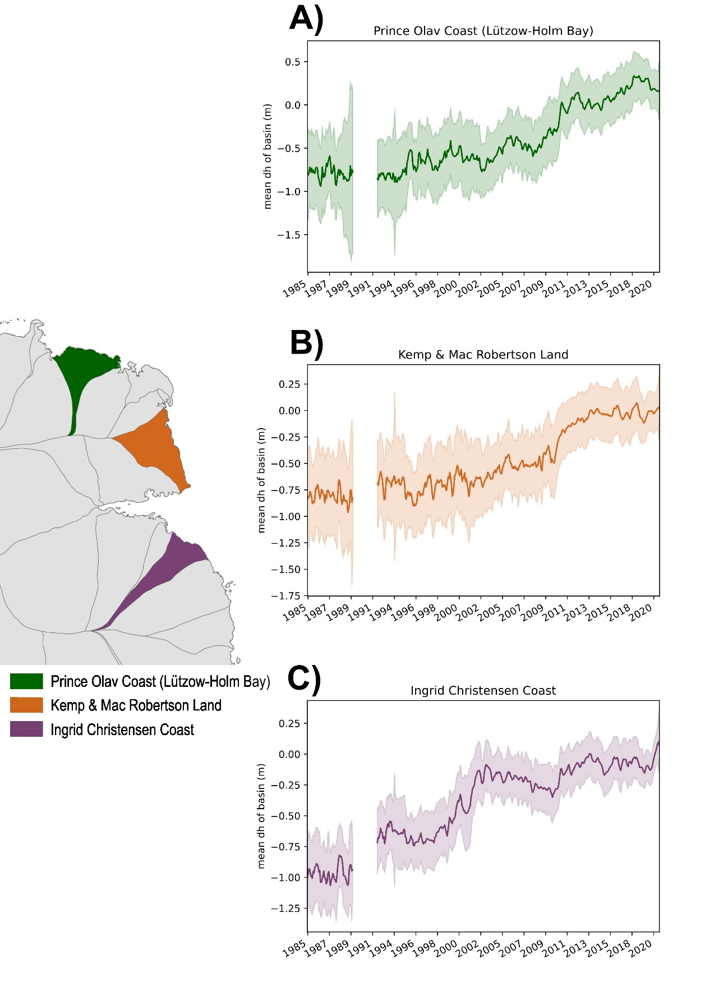 A)
Prince Olav Coast (Lützow-Holm Bay)
mean dh of basin (m)
0.5
0.0
−0.5
−1.0
−1.5
1985 1987 1989 1991 1994 1996 1998 2000 2002 2005 2007 2009 2011 2013 2015 2018 2020
B)
Kemp & Mac Robertson Land
mean dh of basin (m)
0.25
0.00
−0.25
−0.50
−0.75
−1.00
−1.25
−1.50
−1.75
1985 1987 1989 1991 1994 1996 1998 2000 2002 2005 2007 2009 2011 2013 2015 2018 2020
Prince Olav Coast (Lützow-Holm Bay)
Kemp & Mac Robertson Land
Ingrid Christensen Coast
C)
Ingrid Christensen Coast
mean dh of basin (m)
0.25
0.00
−0.25
−0.50
−0.75
−1.00
−1.25
1985 1987 1989 1991 1994 1996 1998 2000 2002 2005 2007 2009 2011 2013 2015 2018 2020